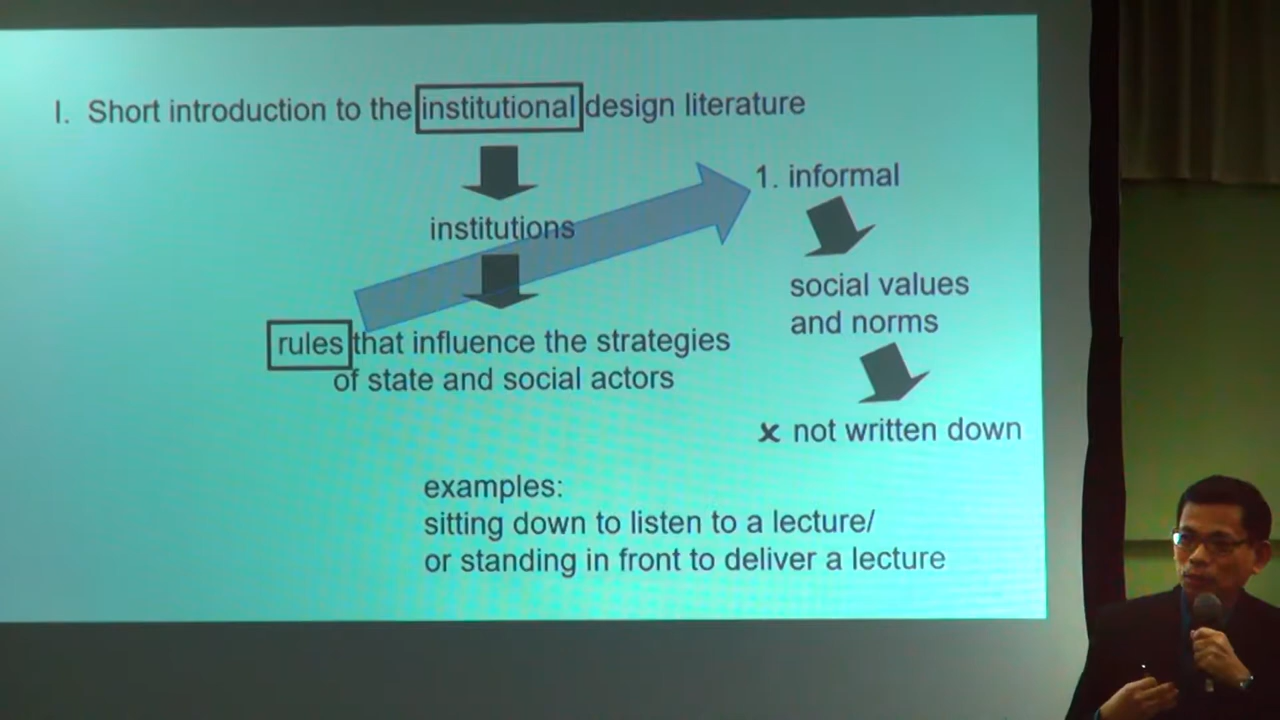 I. Short introduction to the institutional design literature
institutions
rules that influence the strategies
of state and social actors
1. informal
social values
and norms
x not written down
examples:
sitting down to listen to a lecture/
or standing in front to deliver a lecture